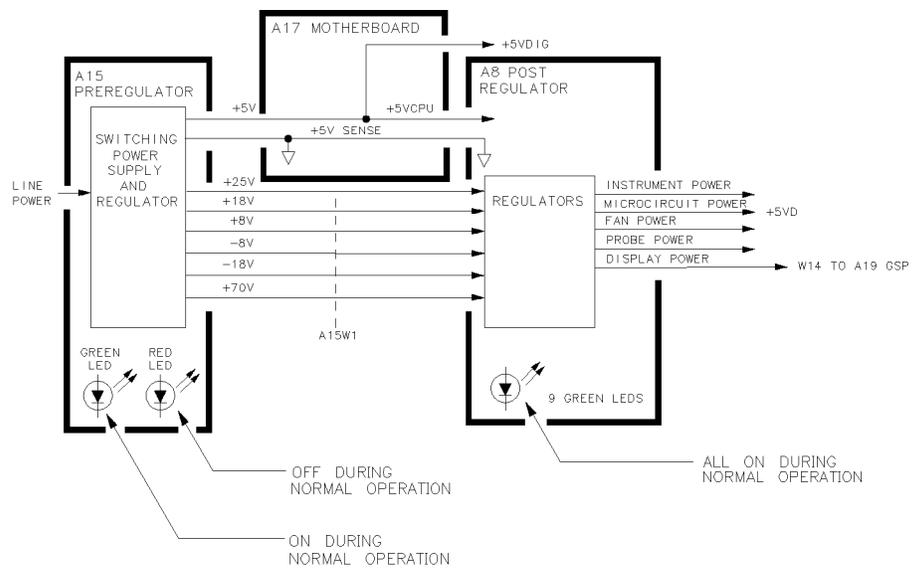 A17 MOTHERBOARD
+5VDIG
A15
PREREGULATOR
A8 POST
REGULATOR
+5V
+5VCPU
+5V SENSE
SWITCHING
POWER
SUPPLY
AND
REGULATOR
LINE
POWER
+25V
+18V
+8V
−8V
−18V
+70V
A15W1
REGULATORS
INSTRUMENT POWER
MICROCIRCUIT POWER
+5VD
FAN POWER
PROBE POWER
DISPLAY POWER
W14 TO A19 GSP
GREEN
LED
RED
LED
9 GREEN LEDS
OFF DURING
NORMAL OPERATION
ALL ON DURING
NORMAL OPERATION
ON DURING
NORMAL OPERATION